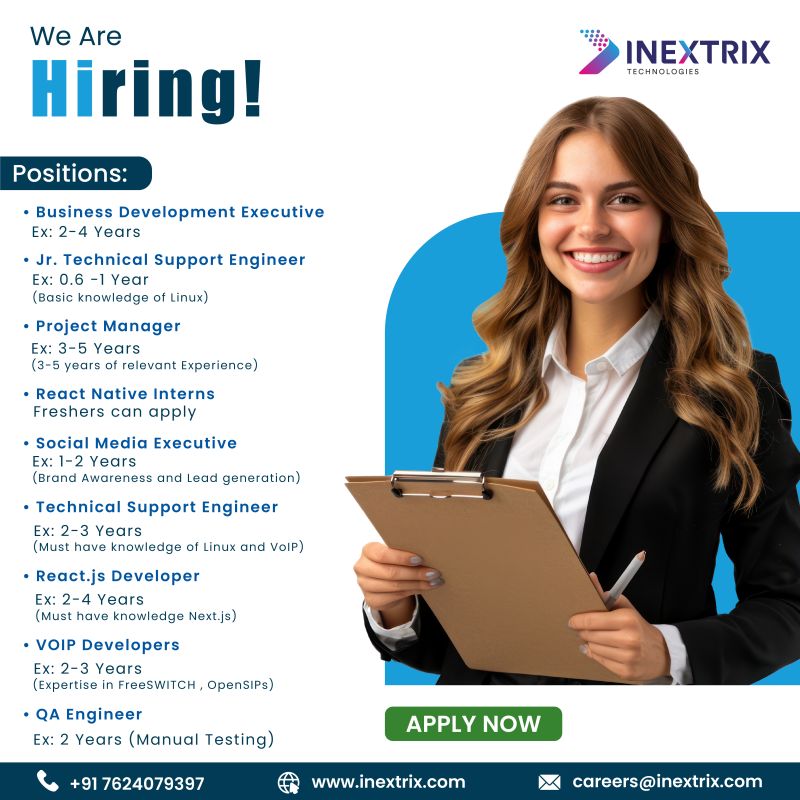 We Are
Hiring!
INEXTRIX
TECHNOLOGIES
Positions:
• Business Development Executive
Ex: 2-4 Years
• Jr. Technical Support Engineer
Ex: 0.6 -1 Year
(Basic knowledge of Linux)
• Project Manager
Ex: 3-5 Years
(3-5 years of relevant Experience)
• React Native Interns
Freshers can apply
• Social Media Executive
Ex: 1-2 Years
(Brand Awareness and Lead generation)
• Technical Support Engineer
Ex: 2-3 Years
(Must have knowledge of Linux and VoIP)
• React.js Developer
Ex: 2-4 Years
(Must have knowledge Next.js)
• VOIP Developers
Ex: 2-3 Years
(Expertise in FreeSWITCH , OpenSIPs)
• QA Engineer
Ex: 2 Years (Manual Testing)
APPLY NOW
+91 7624079397
www.inextrix.com
careers@inextrix.com